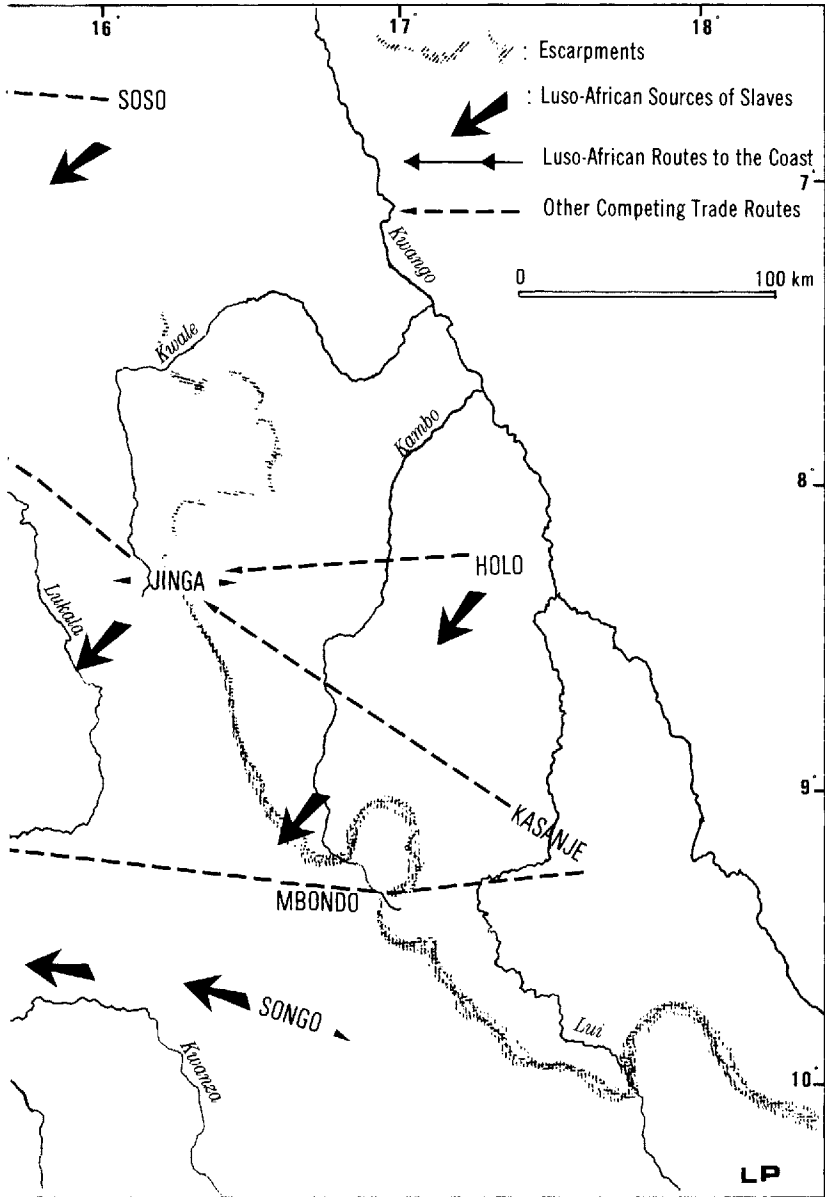 16°
17°
18°
: Escarpments
: Luso-African Sources of Slaves
Luso-African Routes to the Coast
Other Competing Trade Routes
7°
0 100 km
SOSO
Kwango
Kwale
Kambo
8°
JINGA
HOLO
Lukala
9°
KASANJE
MBONDO
SONGO
Lui
Kwanza
10°
LP